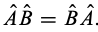 ÂB̂ = B̂Â.